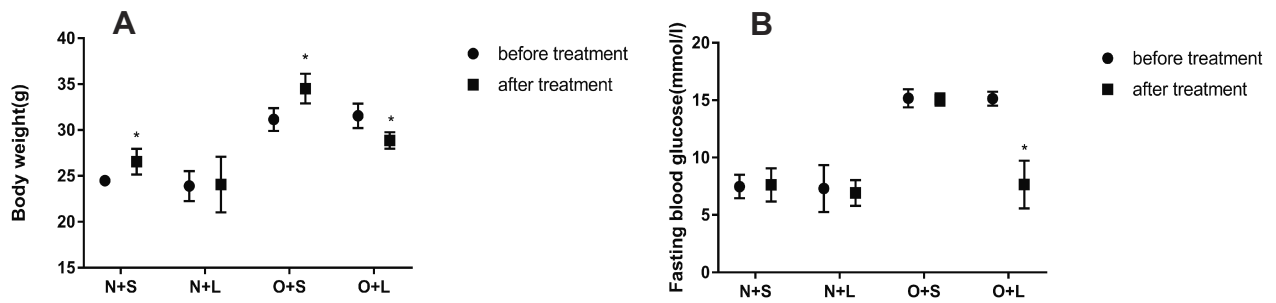 A
Body weight(g)
40
35
30
25
20
15
*
*
*
N+S N+L O+S O+L
before treatment
after treatment
B
Fasting blood glucose(mmol/l)
20
15
10
5
0
*
N+S N+L O+S O+L
before treatment
after treatment